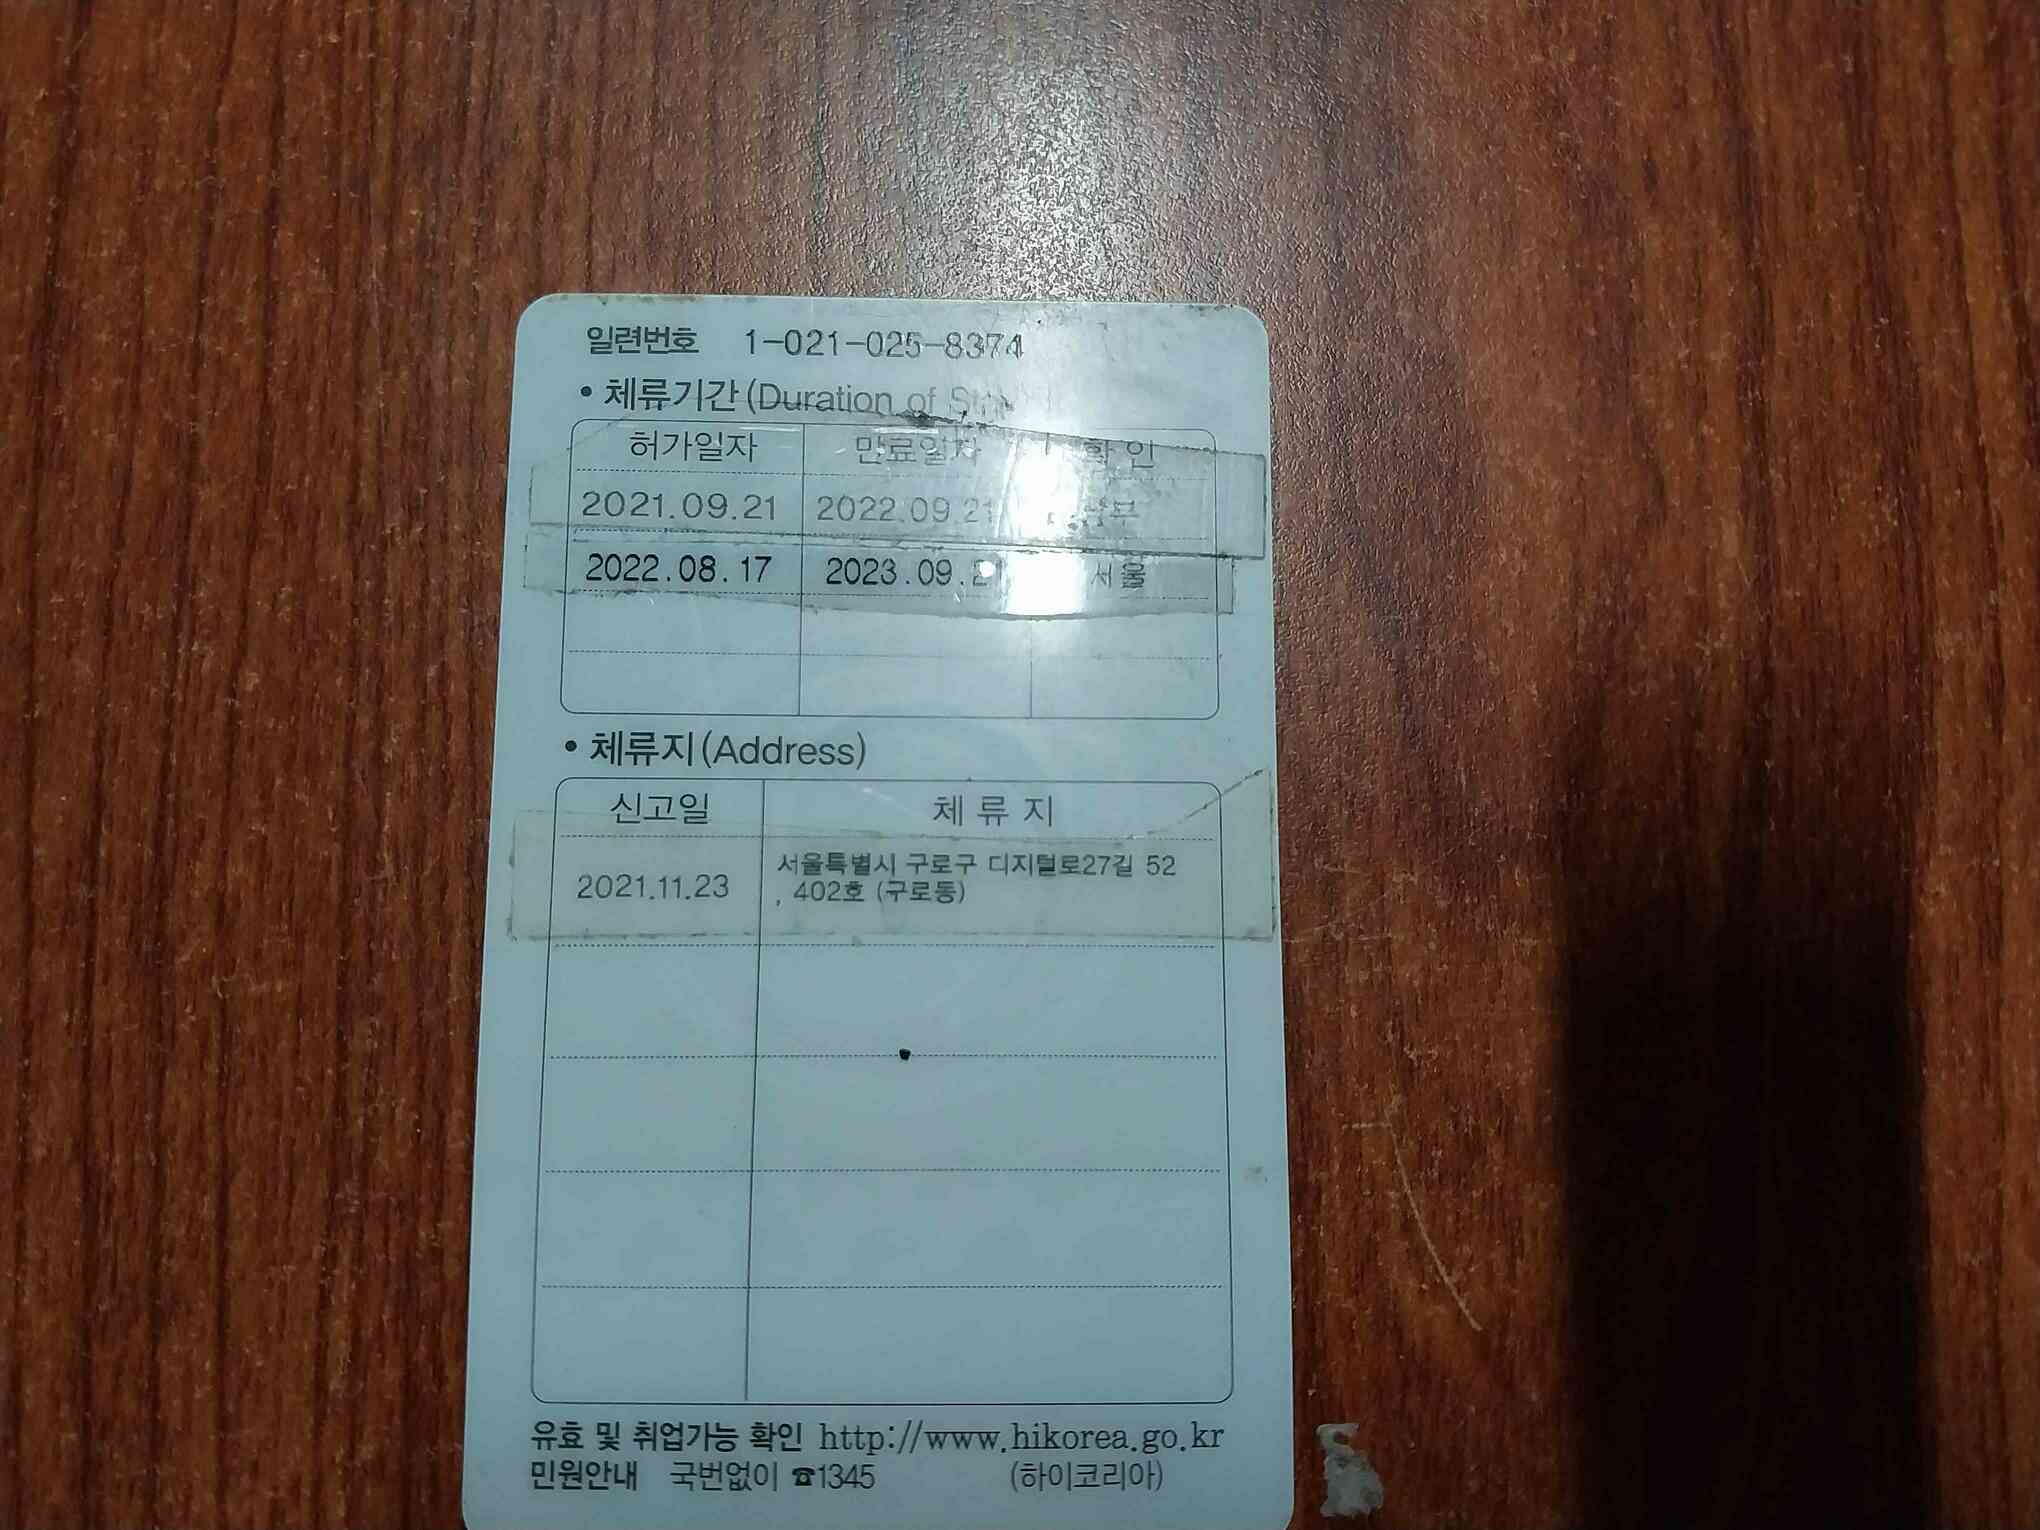 일련번호 1-021-025-8374
• 체류기간(Duration of
허가일자 만료일자 확 인
2021.09.21 2022.09.21
2022.08.17 2023.09. 서울
• 체류지(Address)
신고일 체 류 지
2021.11.23 서울특별시 구로구 디지털로27길 52
, 402호 (구로동)
유효 및 취업가능 확인 http://www.hikorea.go.kr
민원안내 국번없이 ☎1345 (하이코리아)